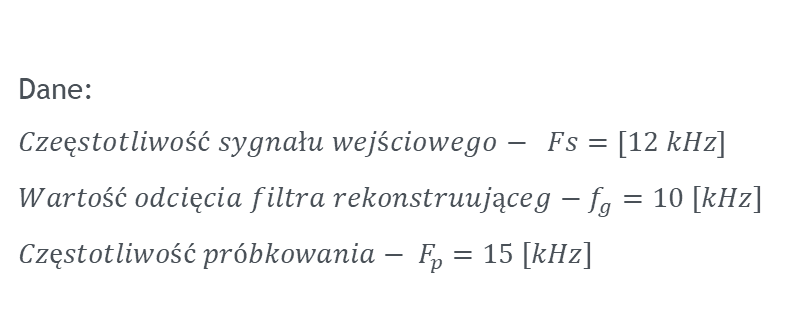 Dane:
Czeęstotliwość sygnału wejściowego − Fs = [12 kHz]
Wartość odcięcia filtra rekonstruująceg − f_g = 10 [kHz]
Częstotliwość próbkowania − F_p = 15 [kHz]